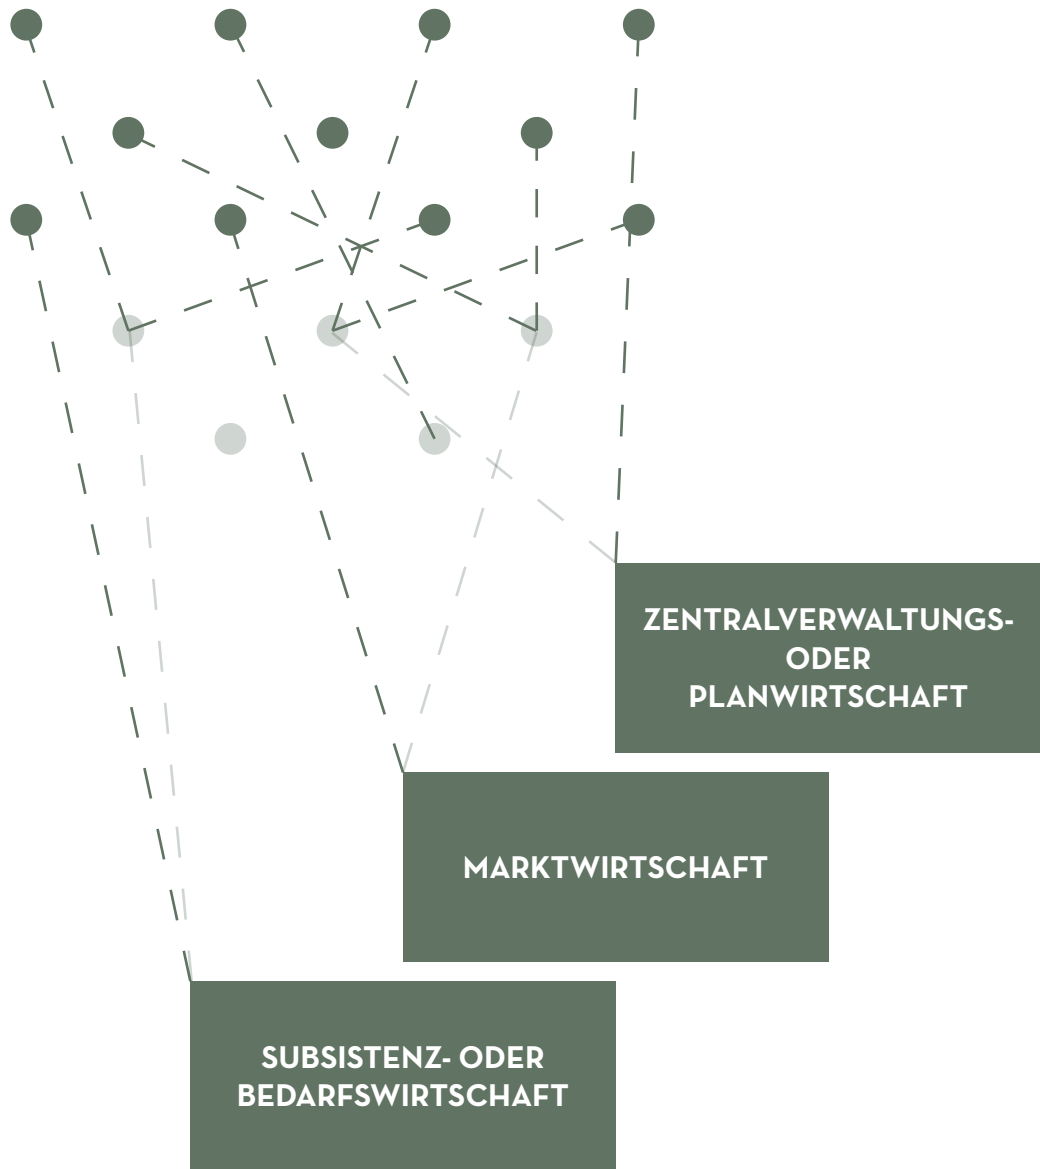 ZENTRALVERWALTUNGS-
ODER
PLANWIRTSCHAFT
MARKTWIRTSCHAFT
SUBSISTENZ- ODER
BEDARFSWIRTSCHAFT